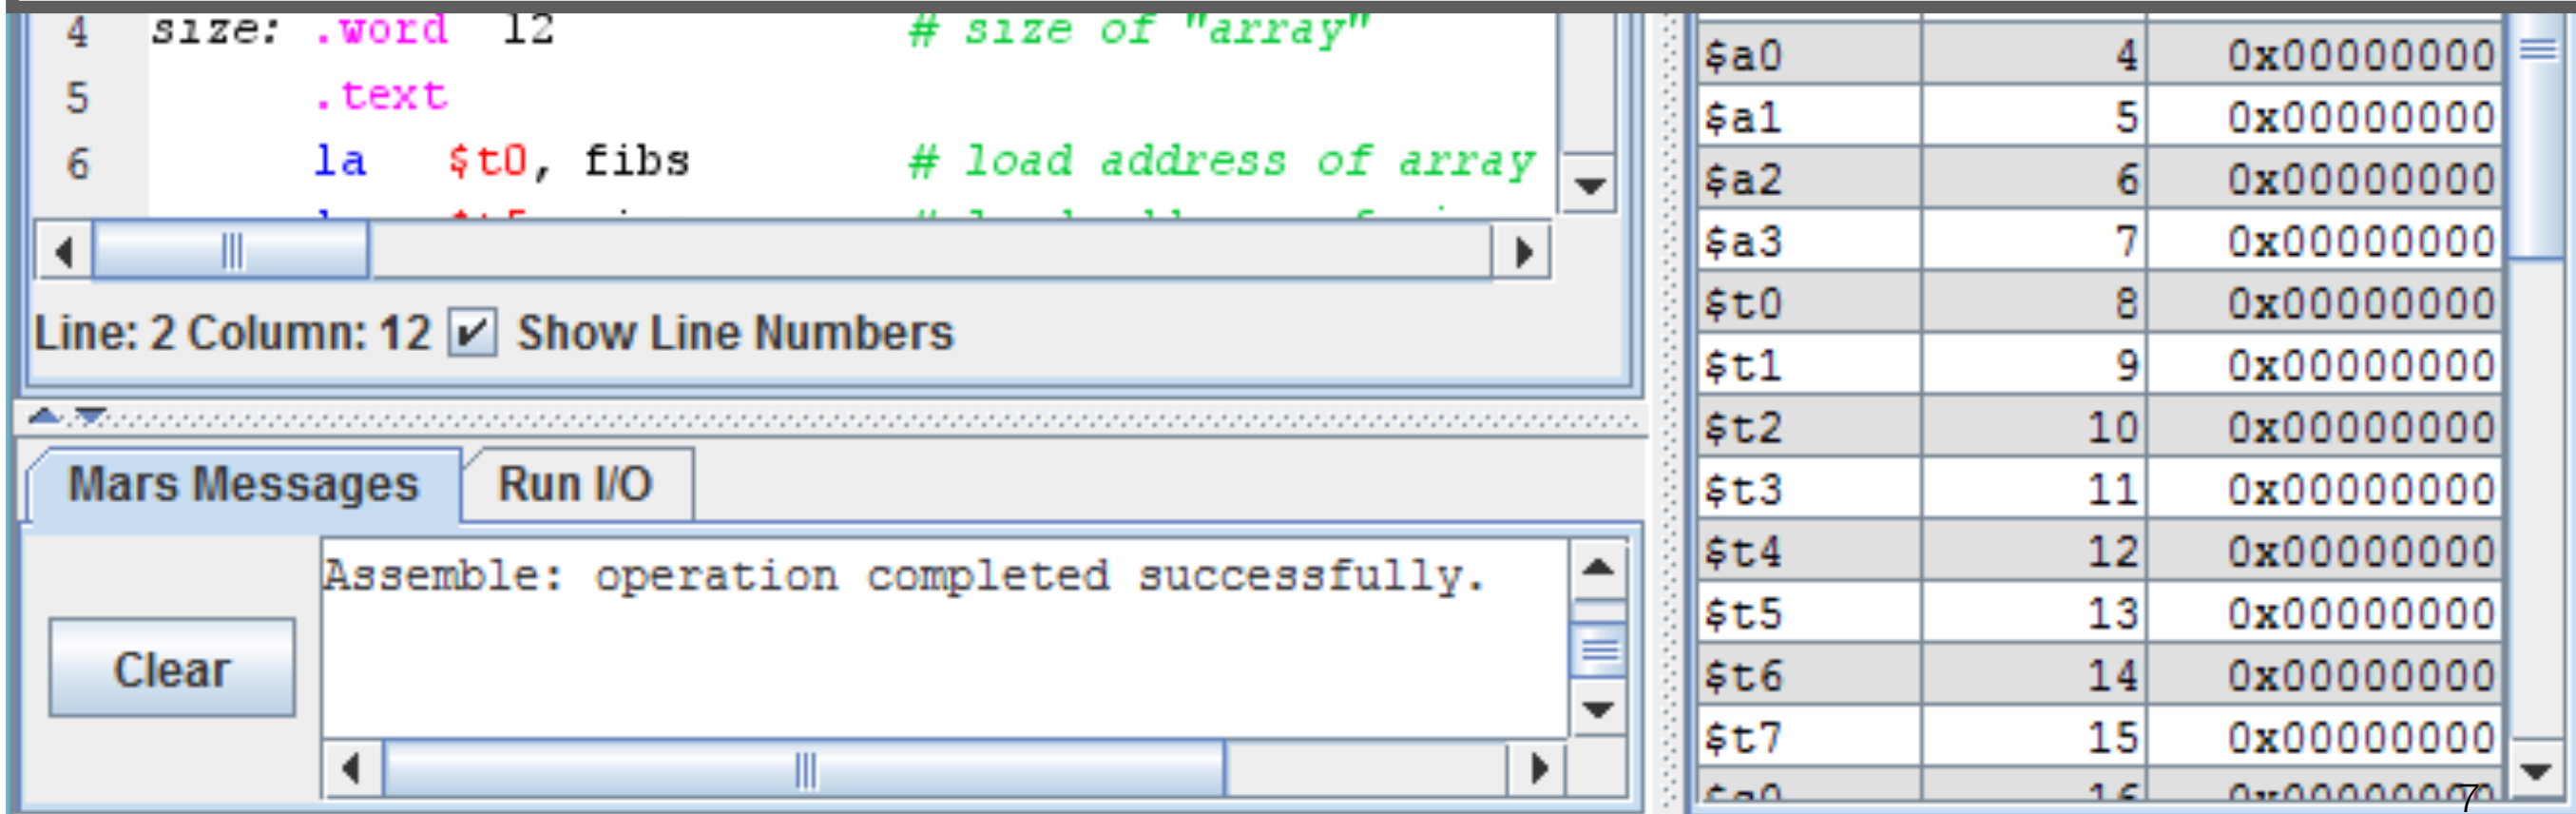 4 size: .word 12 # size of "array"
5 .text
6 la $t0, fibs # load address of array
Line: 2 Column: 12 Show Line Numbers
Mars Messages Run I/O
Assemble: operation completed successfully.
Clear
$a0 4 0x00000000
$a1 5 0x00000000
$a2 6 0x00000000
$a3 7 0x00000000
$t0 8 0x00000000
$t1 9 0x00000000
$t2 10 0x00000000
$t3 11 0x00000000
$t4 12 0x00000000
$t5 13 0x00000000
$t6 14 0x00000000
$t7 15 0x00000000
7